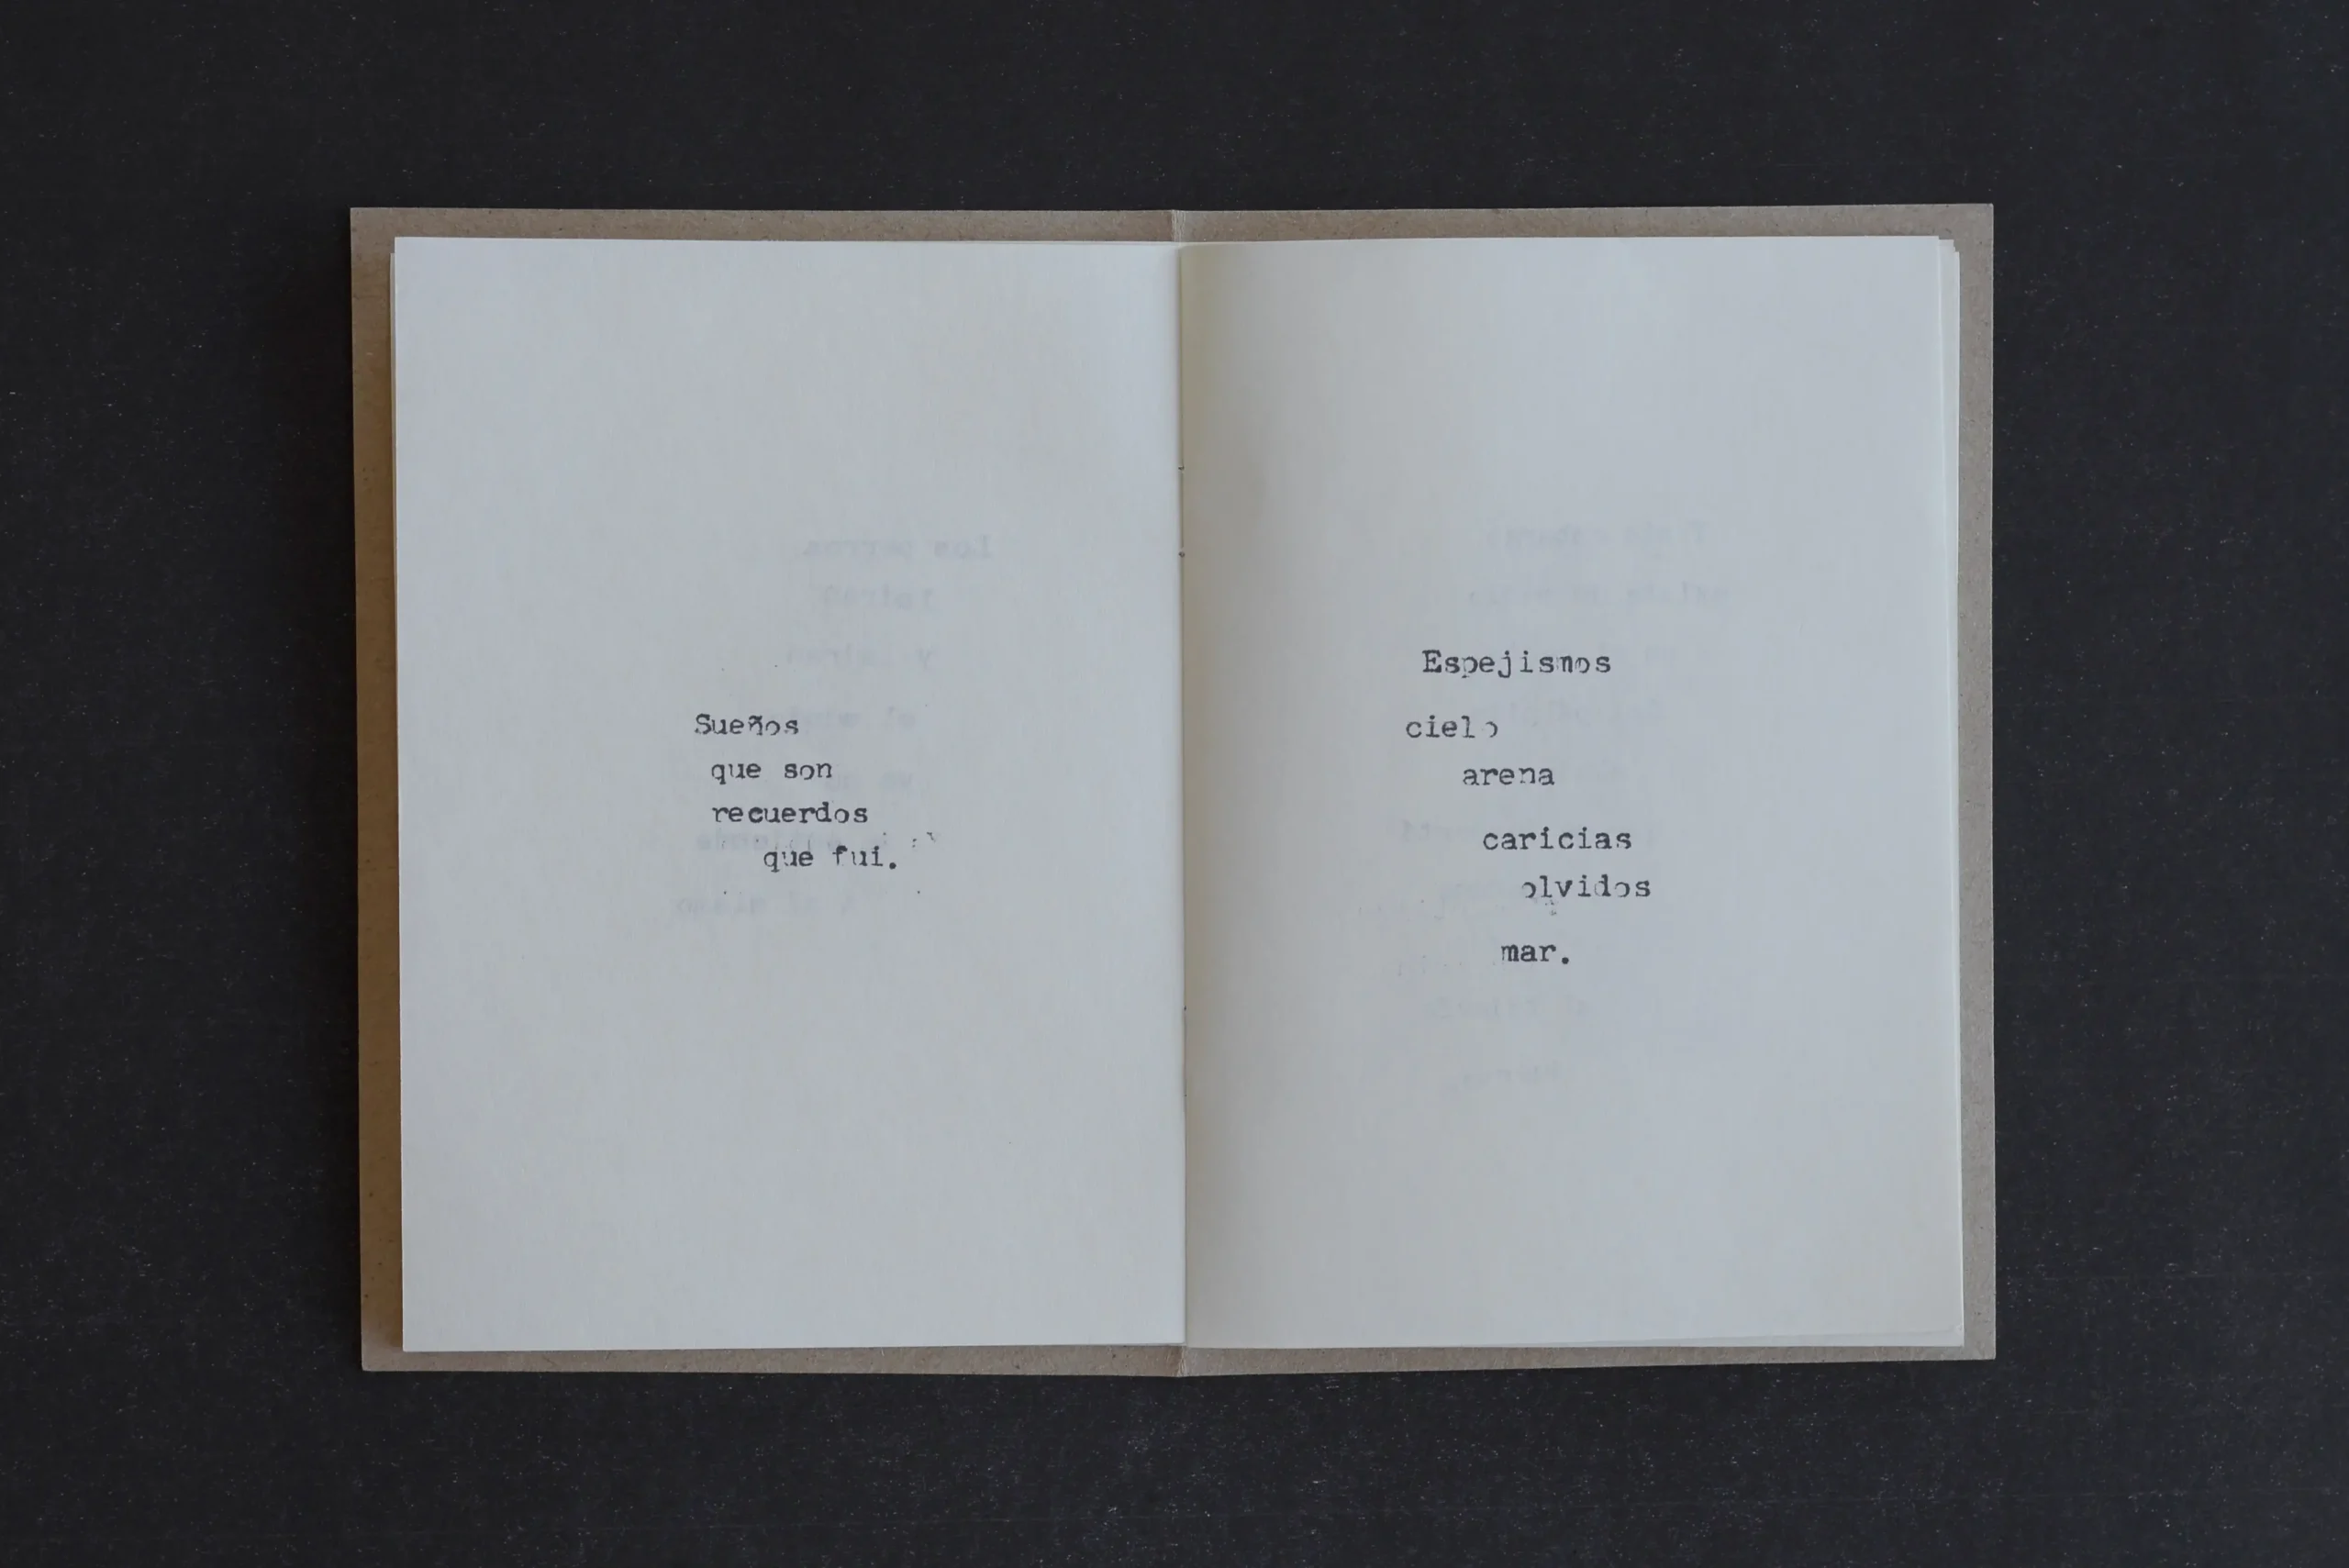 Sueños
que son
recuerdos
que fui.
Espejismos
cielo
arena
caricias
olvidos
mar.